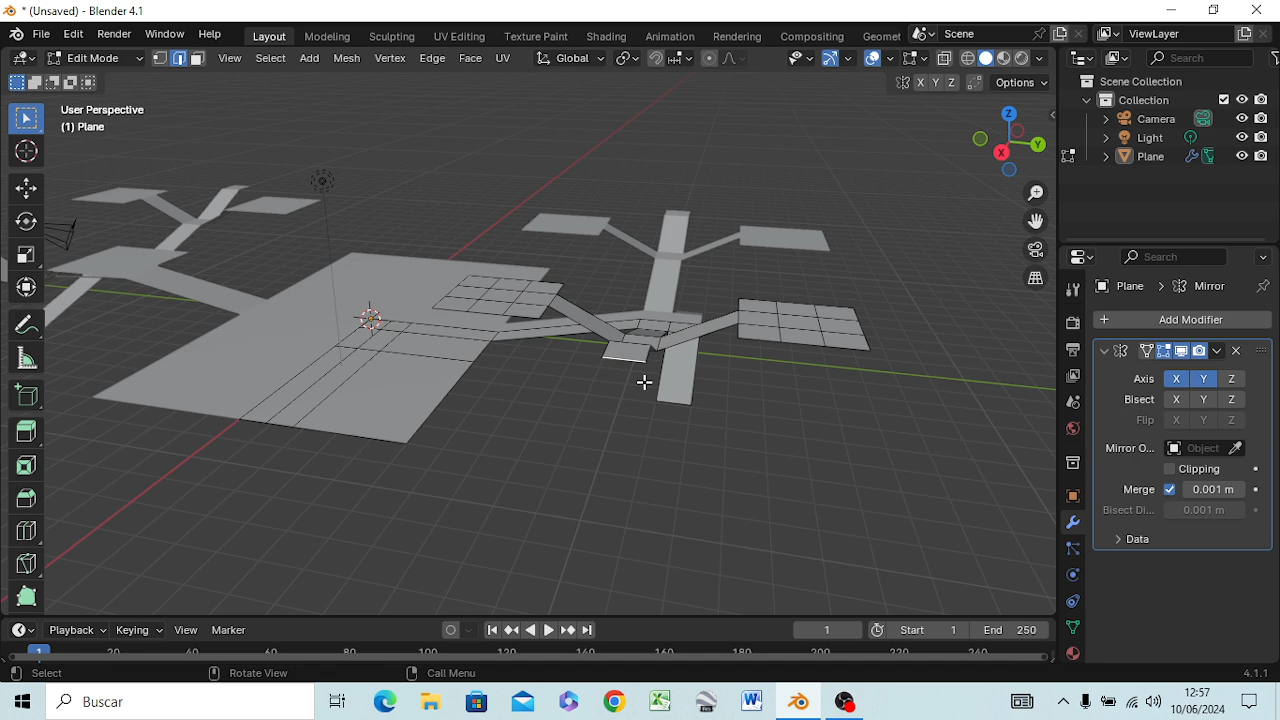 * (Unsaved) - Blender 4.1
File Edit Render Window Help Layout Modeling Sculpting UV Editing Texture Paint Shading Animation Rendering Compositing Geomet Scene ViewLayer
Edit Mode View Select Add Mesh Vertex Edge Face UV Global Search
X Y Z Options
User Perspective
(1) Plane
Z
Y
X
Scene Collection
Collection
Camera
Light
Plane
Search
Plane Mirror
Add Modifier
Axis X Y Z
Bisect X Y Z
Flip X Y Z
Mirror O... Object
Clipping
Merge 0.001 m
Bisect Di... 0.001 m
Data
Playback Keying View Marker 1 Start 1 End 250
1 20 40 60 80 100 120 140 160 180 200 220 240
Select Rotate View Call Menu 4.1.1
Buscar
12:57
10/06/2024